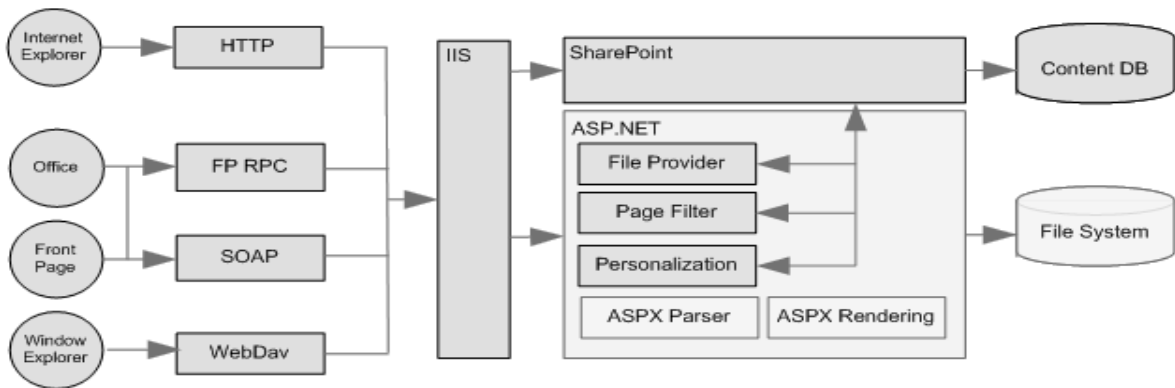 Internet
Explorer
HTTP
Office
FP RPC
Front
Page
SOAP
Window
Explorer
WebDav
IIS
SharePoint
Content DB
ASP.NET
File Provider
Page Filter
Personalization
ASPX Parser
ASPX Rendering
File System